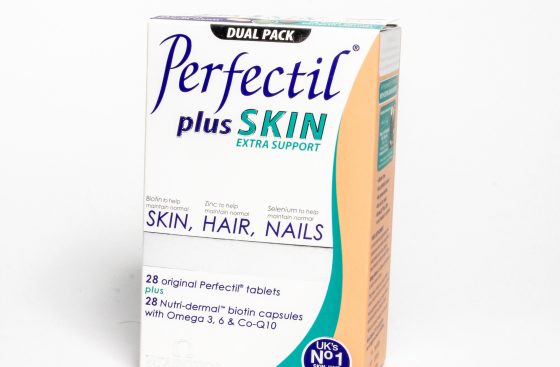 DUAL PACK
Perfectil®
plus SKIN
EXTRA SUPPORT
Biotin to help
maintain normal
Zinc to help
maintain normal
Selenium to help
maintain normal
SKIN, HAIR, NAILS
28 original Perfectil® tablets
plus
28 Nutri-dermal™ biotin capsules
with Omega 3, 6 & Co-Q10
UK's
Nº1